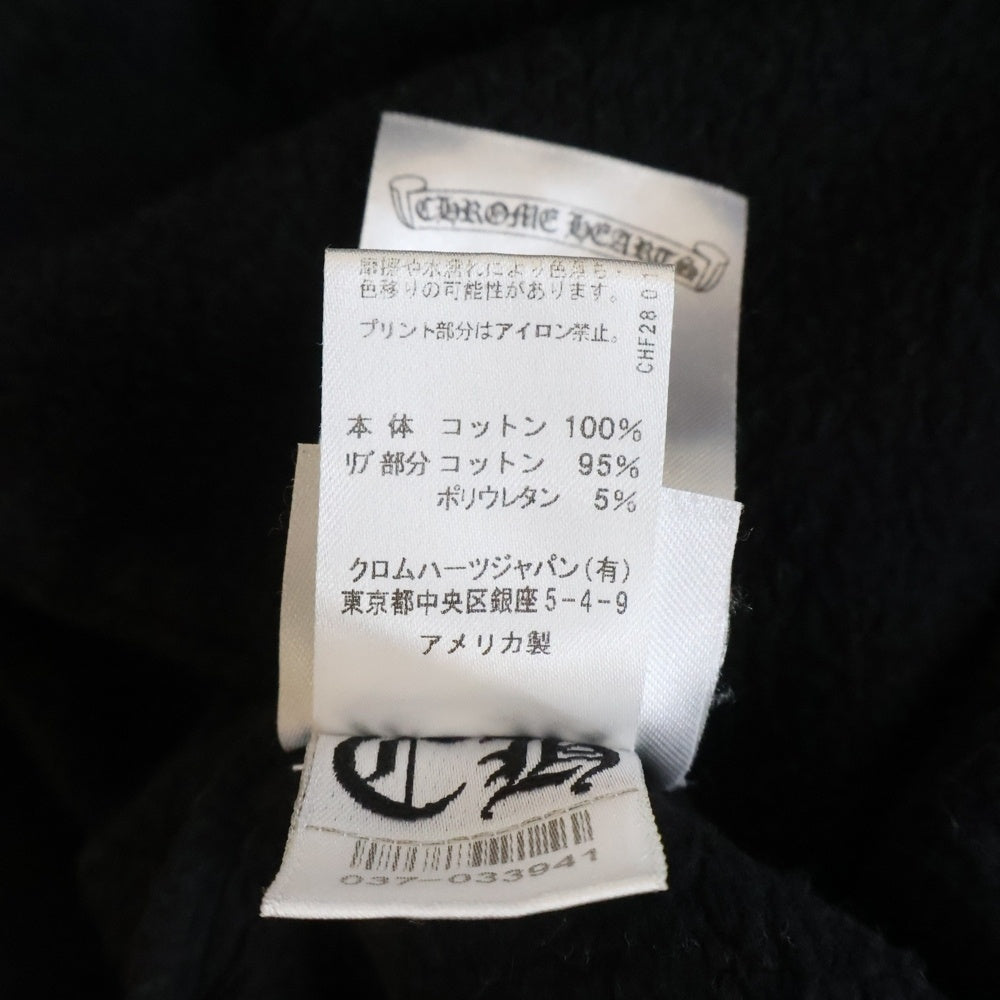 CHROME HEARTS
摩擦や水濡れにより色落ち・
色移りの可能性があります。
プリント部分はアイロン禁止。
CHF28 01
本体 コットン 100%
リブ部分 コットン 95%
ポリウレタン 5%
クロムハーツジャパン(有)
東京都中央区銀座5-4-9
アメリカ製
CH
037-033941